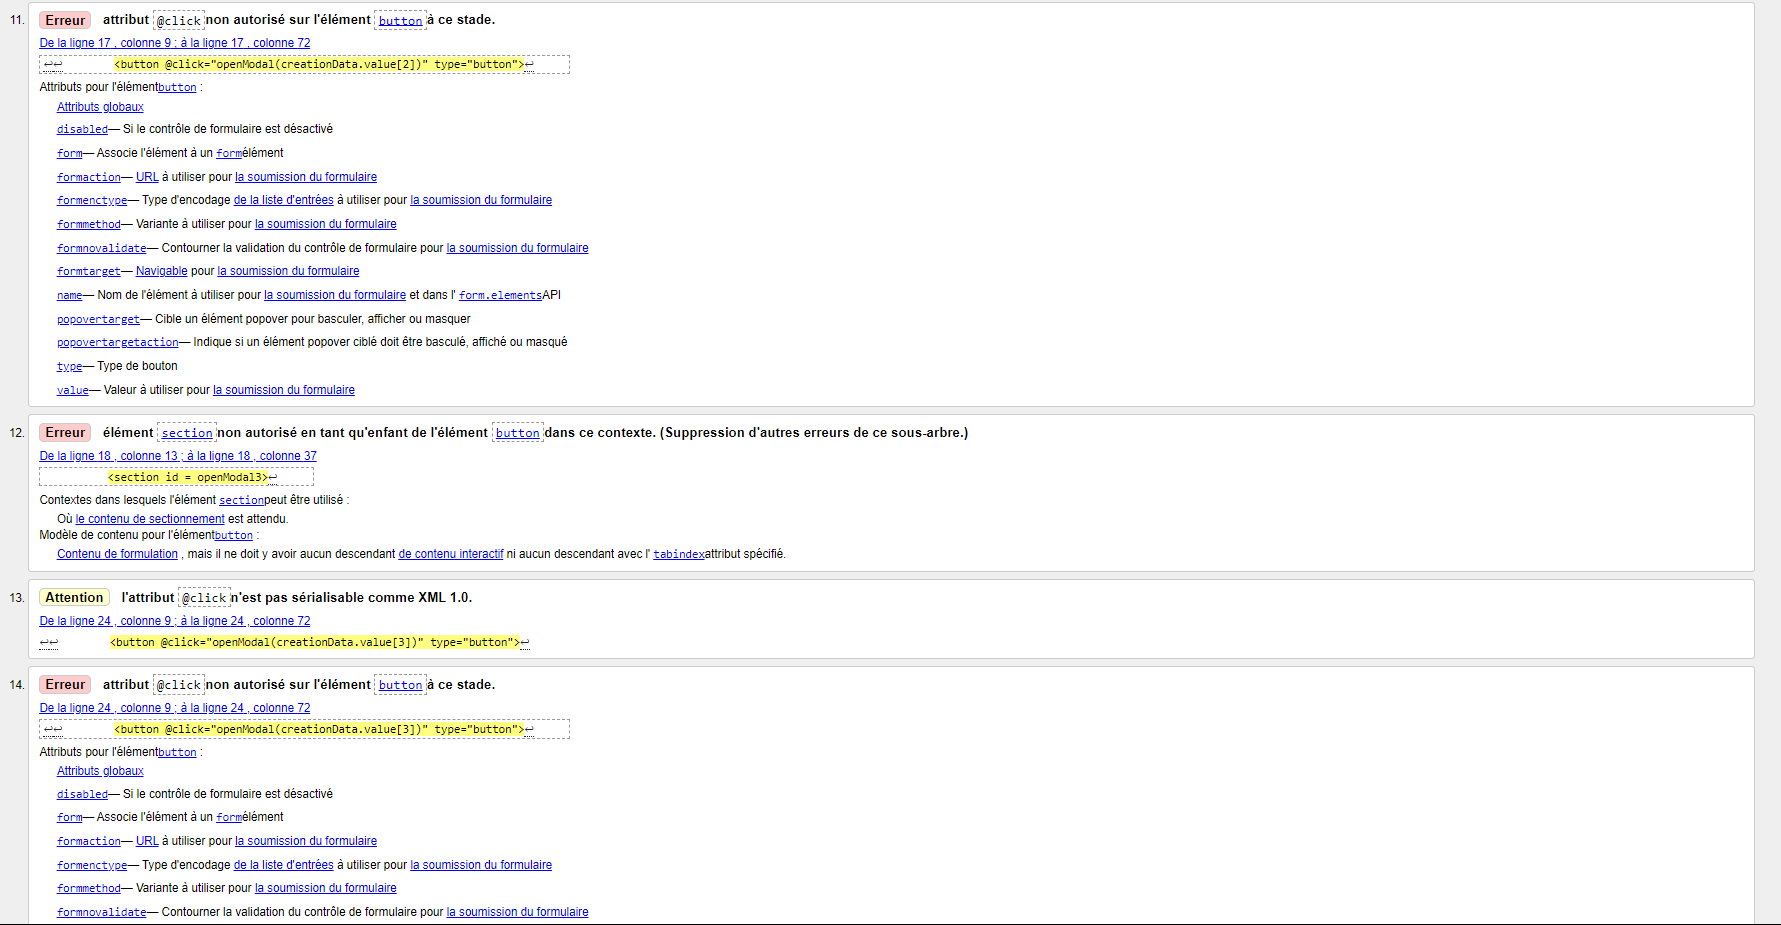 11. Erreur attribut @click non autorisé sur l'élément button à ce stade.
De la ligne 17 , colonne 9 ; à la ligne 17 , colonne 72
↩↩ <button @click="openModal(creationData.value[2])" type="button">↩
Attributs pour l'élémentbutton :
Attributs globaux
disabled— Si le contrôle de formulaire est désactivé
form— Associe l'élément à un formélément
formaction— URL à utiliser pour la soumission du formulaire
formenctype— Type d'encodage de la liste d'entrées à utiliser pour la soumission du formulaire
formmethod— Variante à utiliser pour la soumission du formulaire
formnovalidate— Contourner la validation du contrôle de formulaire pour la soumission du formulaire
formtarget— Navigable pour la soumission du formulaire
name— Nom de l'élément à utiliser pour la soumission du formulaire et dans l' form.elementsAPI
popovertarget— Cible un élément popover pour basculer, afficher ou masquer
popovertargetaction— Indique si un élément popover ciblé doit être basculé, affiché ou masqué
type— Type de bouton
value— Valeur à utiliser pour la soumission du formulaire
12. Erreur élément section non autorisé en tant qu'enfant de l'élément button dans ce contexte. (Suppression d'autres erreurs de ce sous-arbre.)
De la ligne 18 , colonne 13 ; à la ligne 18 , colonne 37
<section id = openModal3>↩
Contextes dans lesquels l'élément sectionpeut être utilisé :
Où le contenu de sectionnement est attendu.
Modèle de contenu pour l'élémentbutton :
Contenu de formulation , mais il ne doit y avoir aucun descendant de contenu interactif ni aucun descendant avec l' tabindexattribut spécifié.
13. Attention l'attribut @click n'est pas sérialisable comme XML 1.0.
De la ligne 24 , colonne 9 ; à la ligne 24 , colonne 72
↩↩ <button @click="openModal(creationData.value[3])" type="button">↩
14. Erreur attribut @click non autorisé sur l'élément button à ce stade.
De la ligne 24 , colonne 9 ; à la ligne 24 , colonne 72
↩↩ <button @click="openModal(creationData.value[3])" type="button">↩
Attributs pour l'élémentbutton :
Attributs globaux
disabled— Si le contrôle de formulaire est désactivé
form— Associe l'élément à un formélément
formaction— URL à utiliser pour la soumission du formulaire
formenctype— Type d'encodage de la liste d'entrées à utiliser pour la soumission du formulaire
formmethod— Variante à utiliser pour la soumission du formulaire
formnovalidate— Contourner la validation du contrôle de formulaire pour la soumission du formulaire